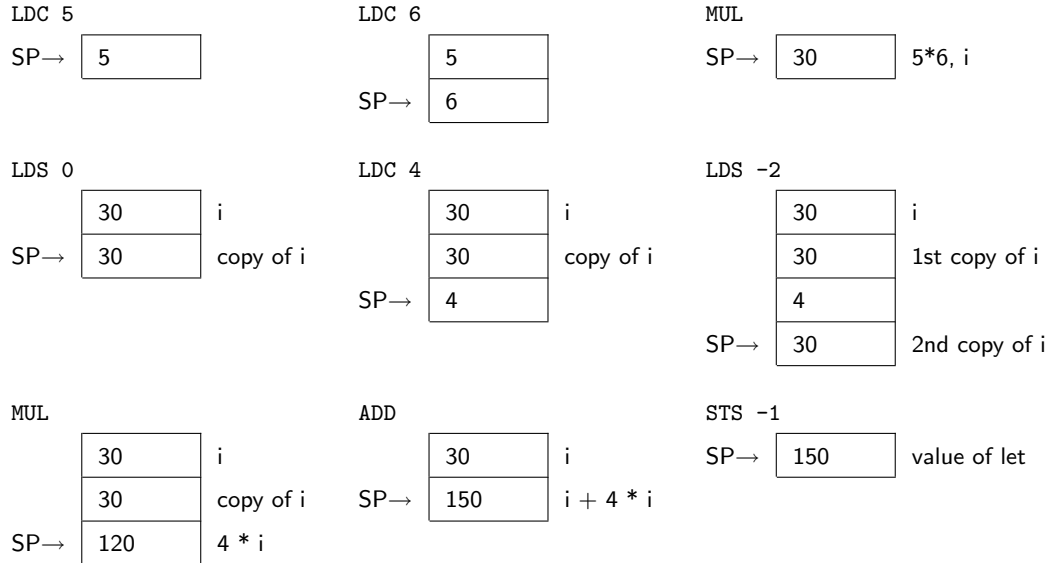 LDC 5 LDC 6 MUL
SP→ 5 5 SP→ 30 5*6, i
SP→ 6
LDS 0 LDC 4 LDS -2
30 i 30 i 30 i
SP→ 30 copy of i 30 copy of i 30 1st copy of i
SP→ 4 4
SP→ 30 2nd copy of i
MUL ADD STS -1
30 i 30 i SP→ 150 value of let
30 copy of i SP→ 150 i + 4 * i
SP→ 120 4 * i